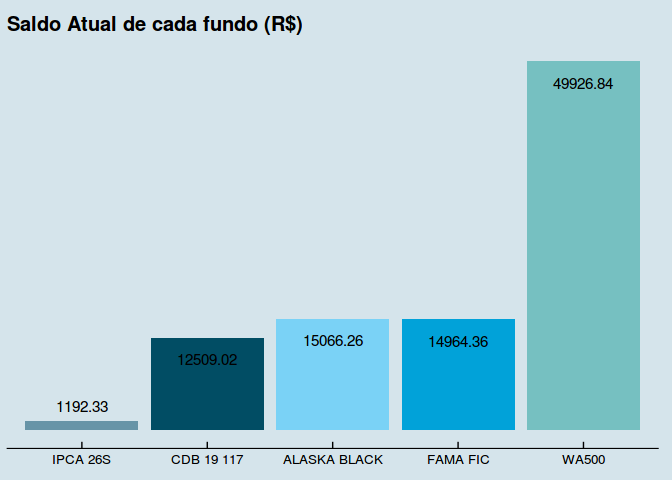 Saldo Atual de cada fundo (R$)
49926.84
15066.26
14964.36
12509.02
1192.33
IPCA 26S
CDB 19 117
ALASKA BLACK
FAMA FIC
WA500